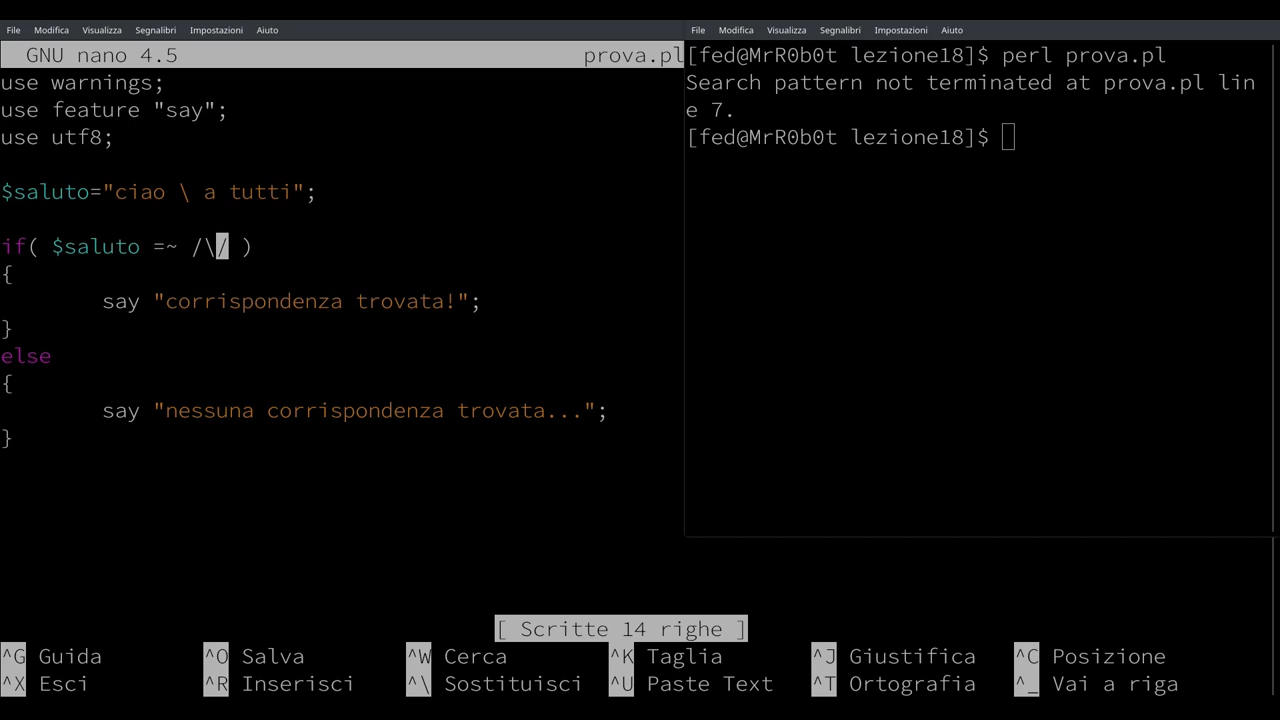 File Modifica Visualizza Segnalibri Impostazioni Aiuto
GNU nano 4.5 prova.pl
use warnings;
use feature "say";
use utf8;
$saluto="ciao \ a tutti";
if( $saluto =~ /\/ )
{
say "corrispondenza trovata!";
}
else
{
say "nessuna corrispondenza trovata...";
}
[ Scritte 14 righe ]
^G Guida ^O Salva ^W Cerca ^K Taglia ^J Giustifica ^C Posizione
^X Esci ^R Inserisci ^\ Sostituisci ^U Paste Text ^T Ortografia ^_ Vai a riga
File Modifica Visualizza Segnalibri Impostazioni Aiuto
[fed@MrR0b0t lezione18]$ perl prova.pl
Search pattern not terminated at prova.pl lin
e 7.
[fed@MrR0b0t lezione18]$